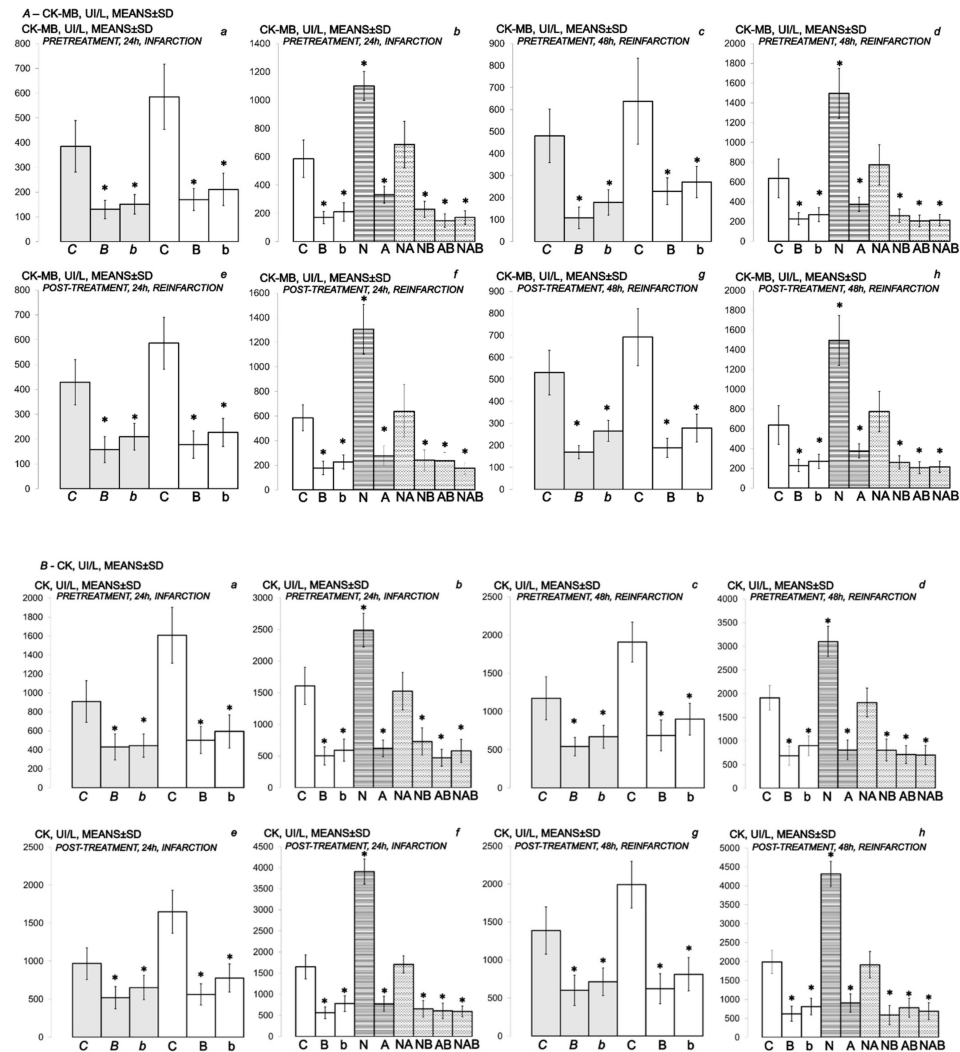 A – CK-MB, UI/L, MEANS±SD
CK-MB, UI/L, MEANS±SD a
PRETREATMENT, 24h, INFARCTION
800
700
600
500
400
300
200
100
0
C B b C B b
* * * *
CK-MB, UI/L, MEANS±SD b
PRETREATMENT, 24h, INFARCTION
1400
1200
1000
800
600
400
200
0
C B b N A NA NB AB NAB
* * * * * * *
CK-MB, UI/L, MEANS±SD c
PRETREATMENT, 48h, REINFARCTION
900
800
700
600
500
400
300
200
100
0
C B b C B b
* * * *
CK-MB, UI/L, MEANS±SD d
PRETREATMENT, 48h, REINFARCTION
2000
1800
1600
1400
1200
1000
800
600
400
200
0
C B b N A NA NB AB NAB
* * * * * * *
CK-MB, UI/L, MEANS±SD e
POST-TREATMENT, 24h, REINFARCTION
800
700
600
500
400
300
200
100
0
C B b C B b
* * * *
CK-MB, UI/L, MEANS±SD f
POST-TREATMENT, 24h, REINFARCTION
1600
1400
1200
1000
800
600
400
200
0
C B b N A NA NB AB NAB
* * * * * * *
CK-MB, UI/L, MEANS±SD g
POST-TREATMENT, 48h, REINFARCTION
900
800
700
600
500
400
300
200
100
0
C B b C B b
* * * *
CK-MB, UI/L, MEANS±SD h
POST-TREATMENT, 48h, REINFARCTION
2000
1800
1600
1400
1200
1000
800
600
400
200
0
C B b N A NA NB AB NAB
* * * * * * *
B - CK, UI/L, MEANS±SD
CK, UI/L, MEANS±SD a
PRETREATMENT, 24h, INFARCTION
2000
1800
1600
1400
1200
1000
800
600
400
200
0
C B b C B b
* * * *
CK, UI/L, MEANS±SD b
PRETREATMENT, 24h, INFARCTION
3000
2500
2000
1500
1000
500
0
C B b N A NA NB AB NAB
* * * * * * *
CK, UI/L, MEANS±SD c
PRETREATMENT, 48h, REINFARCTION
2500
2000
1500
1000
500
0
C B b C B b
* * * *
CK, UI/L, MEANS±SD d
PRETREATMENT, 48h, REINFARCTION
4000
3500
3000
2500
2000
1500
1000
500
0
C B b N A NA NB AB NAB
* * * * * * *
CK, UI/L, MEANS±SD e
POST-TREATMENT, 24h, INFARCTION
2500
2000
1500
1000
500
0
C B b C B b
* * * *
CK, UI/L, MEANS±SD f
POST-TREATMENT, 24h, INFARCTION
4500
4000
3500
3000
2500
2000
1500
1000
500
0
C B b N A NA NB AB NAB
* * * * * * *
CK, UI/L, MEANS±SD g
POST-TREATMENT, 48h, REINFARCTION
2500
2000
1500
1000
500
0
C B b C B b
* * * *
CK, UI/L, MEANS±SD h
POST-TREATMENT, 48h, REINFARCTION
5000
4500
4000
3500
3000
2500
2000
1500
1000
500
0
C B b N A NA NB AB NAB
* * * * * * *